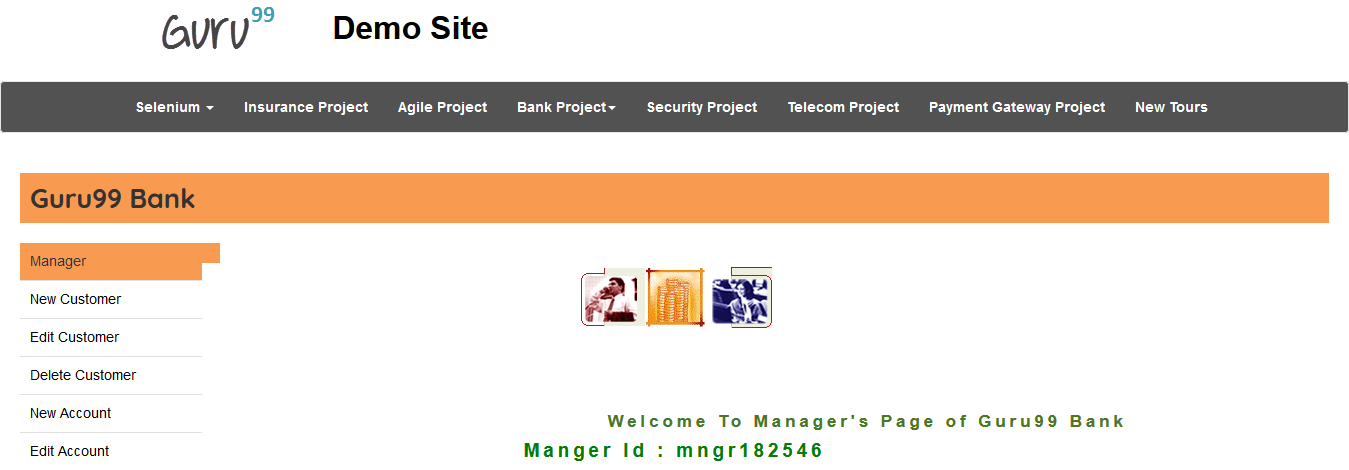 Guru99 Demo Site
Selenium Insurance Project Agile Project Bank Project Security Project Telecom Project Payment Gateway Project New Tours
Guru99 Bank
Manager
New Customer
Edit Customer
Delete Customer
New Account
Edit Account
Welcome To Manager's Page of Guru99 Bank
Manger Id : mngr182546